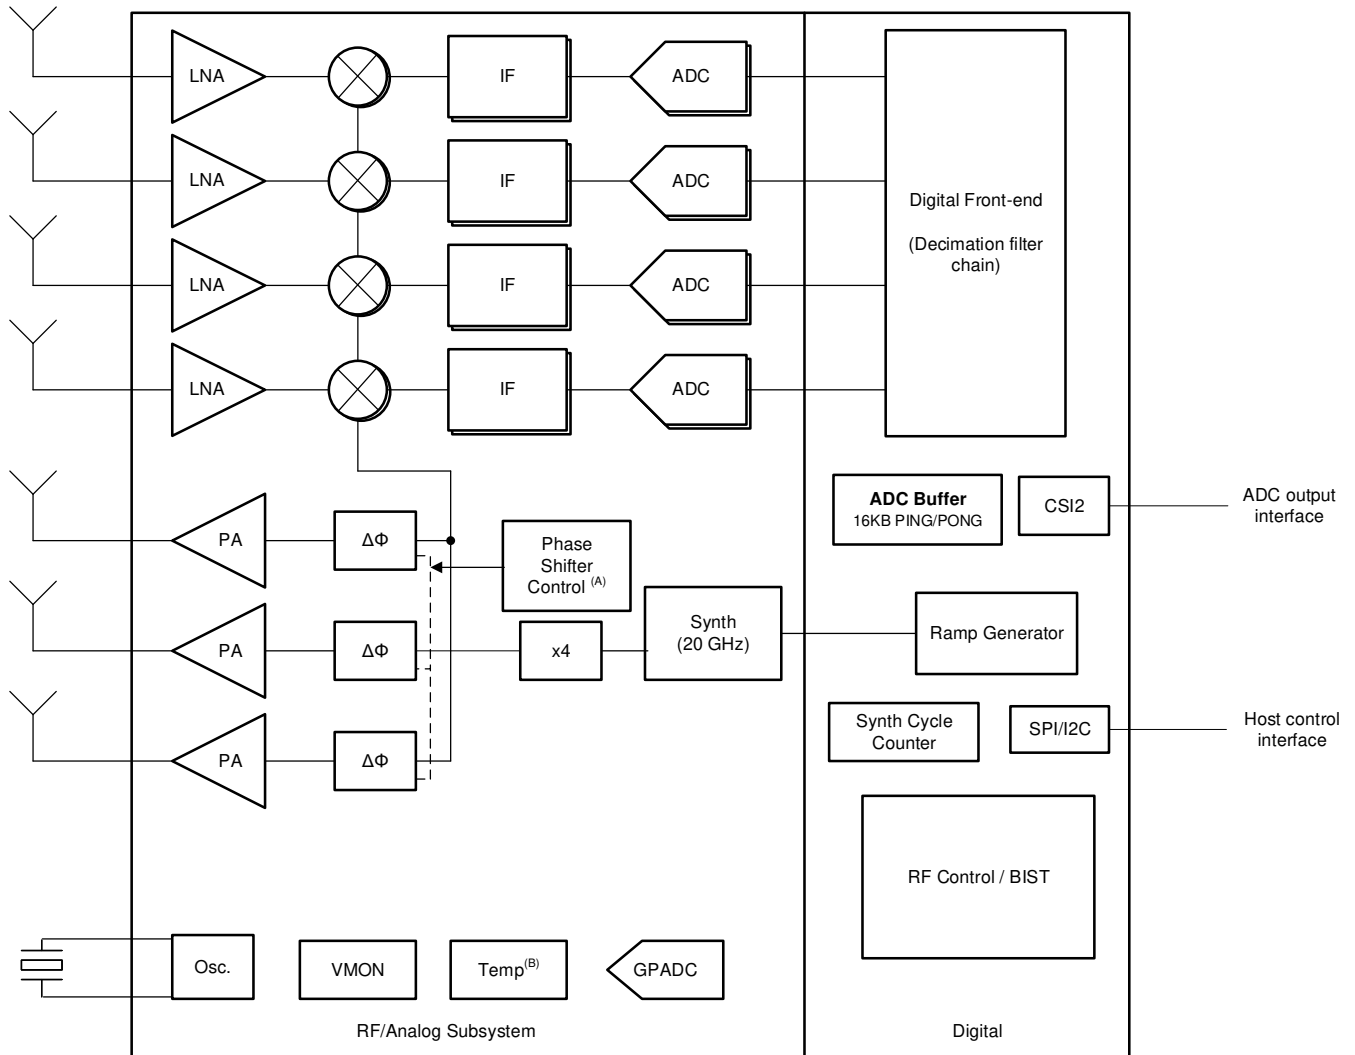 LNA
IF
ADC
LNA
IF
ADC
LNA
IF
ADC
LNA
IF
ADC
Digital Front-end
(Decimation filter
chain)
ADC Buffer
16KB PING/PONG
CSI2
ADC output
interface
PA
ΔΦ
Phase
Shifter
Control (A)
PA
ΔΦ
x4
Synth
(20 GHz)
Ramp Generator
PA
ΔΦ
Synth Cycle
Counter
SPI/I2C
Host control
interface
RF Control / BIST
Osc.
VMON
Temp(B)
GPADC
RF/Analog Subsystem
Digital